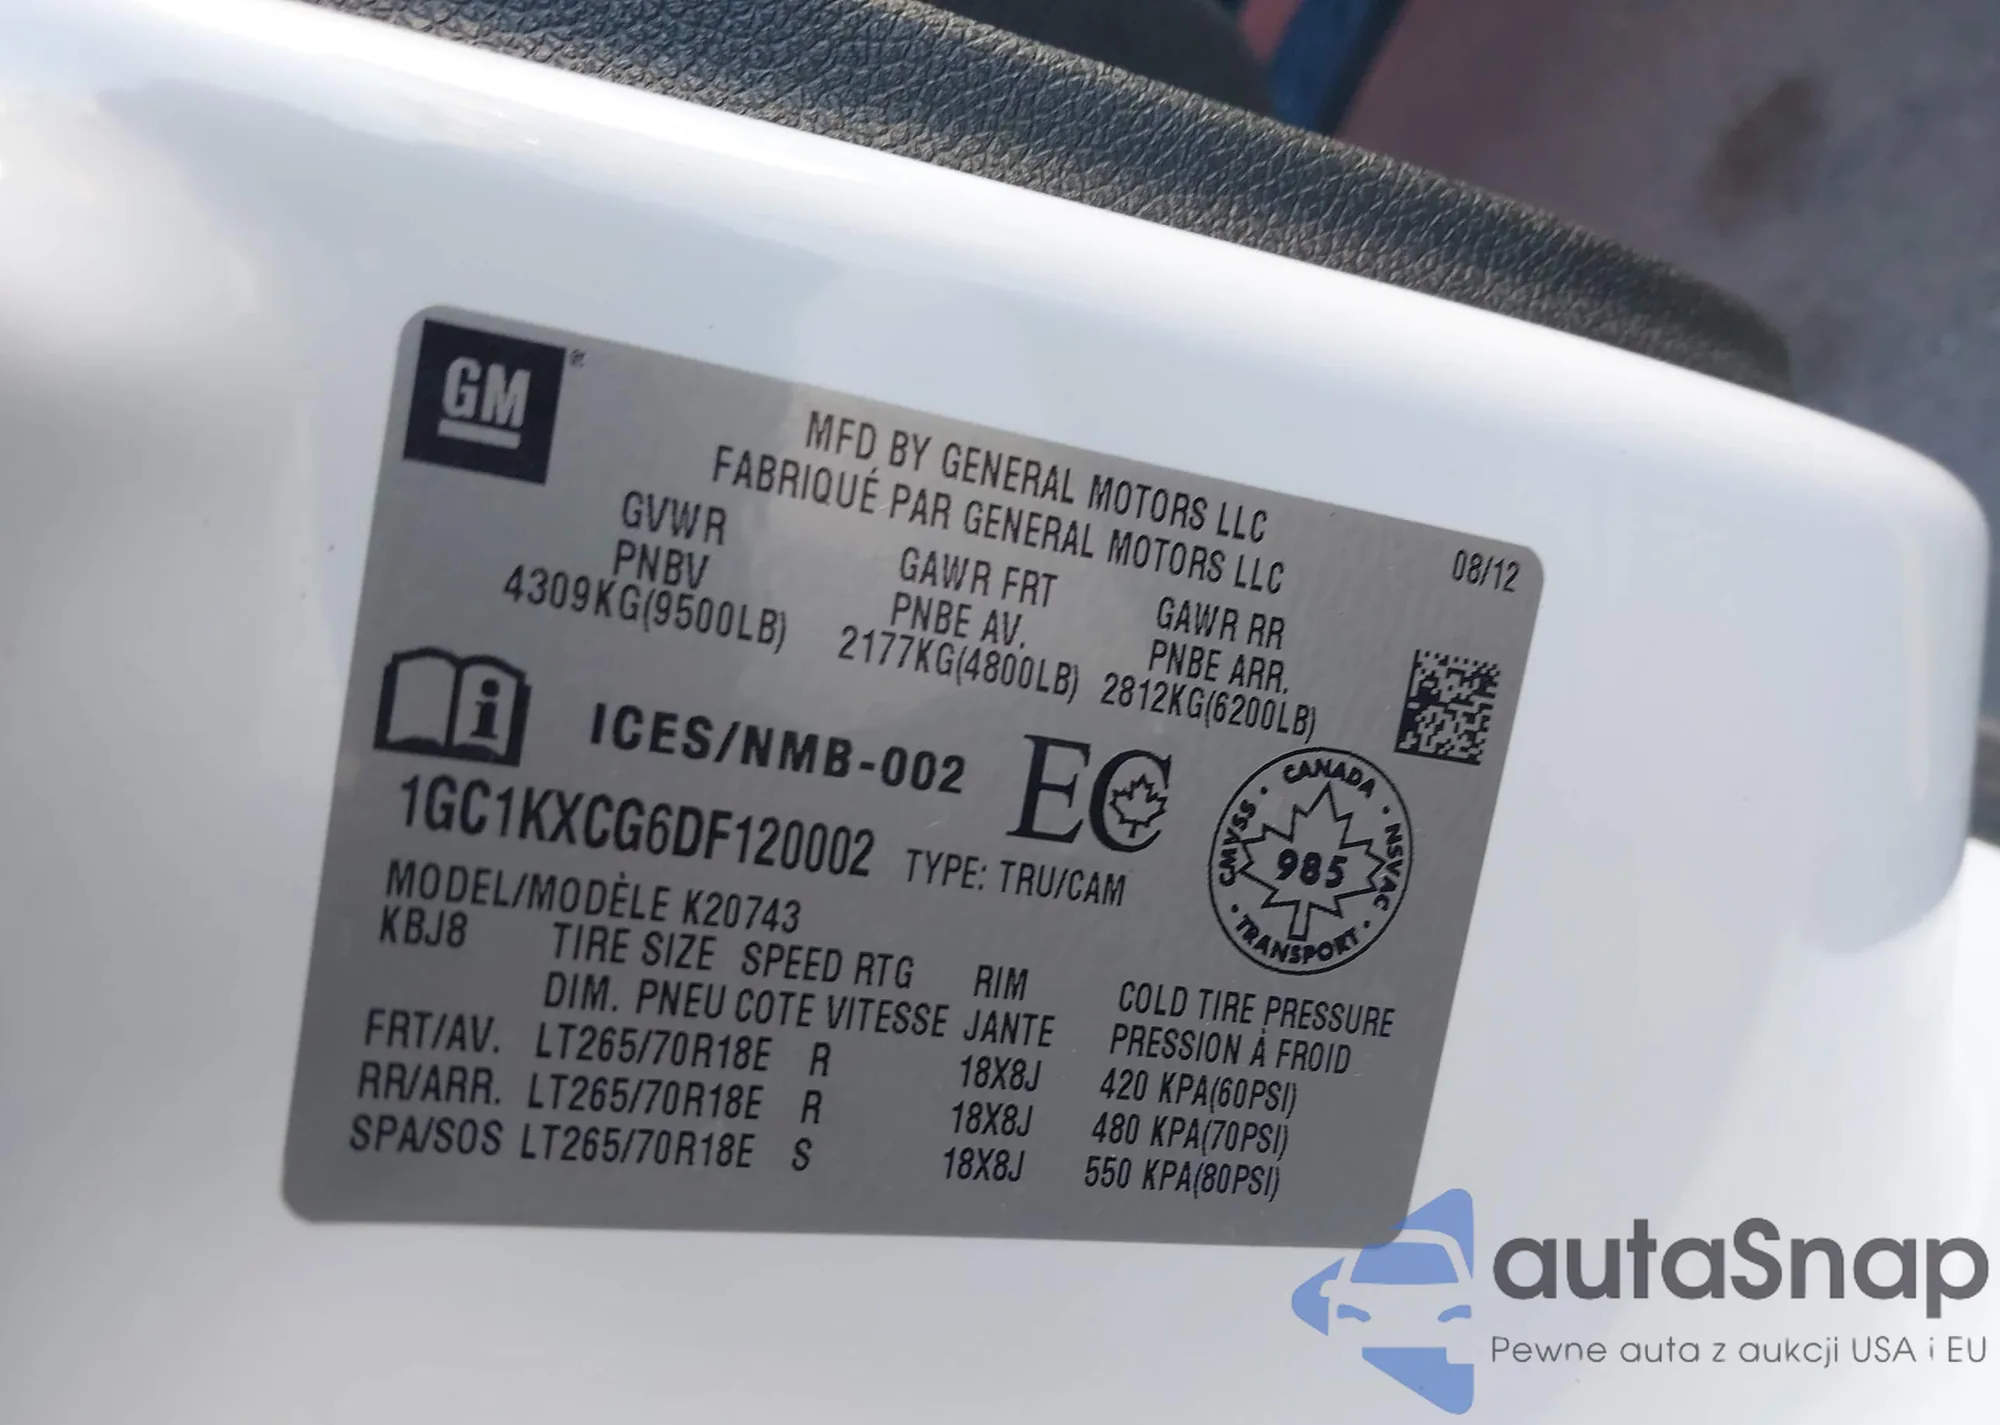 GM
MFD BY GENERAL MOTORS LLC
FABRIQUÉ PAR GENERAL MOTORS LLC
08/12
GVWR GAWR FRT GAWR RR
PNBV PNBE AV. PNBE ARR.
4309KG(9500LB) 2177KG(4800LB) 2812KG(6200LB)
ICES/NMB-002 EC
CANADA · NSVAC · TRANSPORT · CMVSS ·
985
1GC1KXCG6DF120002 TYPE: TRU/CAM
MODEL/MODÈLE K20743
KBJ8 TIRE SIZE SPEED RTG RIM COLD TIRE PRESSURE
DIM. PNEU COTE VITESSE JANTE PRESSION À FROID
FRT/AV. LT265/70R18E R 18X8J 420 KPA(60PSI)
RR/ARR. LT265/70R18E R 18X8J 480 KPA(70PSI)
SPA/SOS LT265/70R18E S 18X8J 550 KPA(80PSI)
autaSnap
Pewne auta z aukcji USA i EU